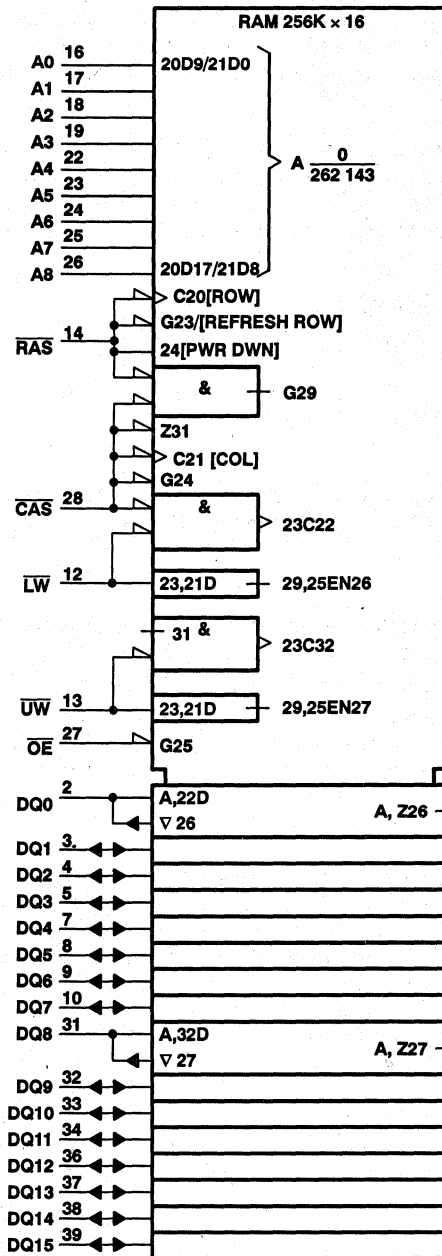 RAM 256K × 16
A0 16 20D9/21D0
A1 17
A2 18
A3 19
A4 22
A5 23
A6 24
A7 25
A8 26 20D17/21D8
A 0
262 143
C20[ROW]
G23/[REFRESH ROW]
RAS 14 24[PWR DWN]
& G29
Z31
C21 [COL]
G24
CAS 28 & 23C22
LW 12 23,21D 29,25EN26
31 & 23C32
UW 13 23,21D 29,25EN27
OE 27 G25
DQ0 2 A,22D A, Z26
∇ 26
DQ1 3.
DQ2 4
DQ3 5
DQ4 7
DQ5 8
DQ6 9
DQ7 10
DQ8 31 A,32D A, Z27
∇ 27
DQ9 32
DQ10 33
DQ11 34
DQ12 36
DQ13 37
DQ14 38
DQ15 39